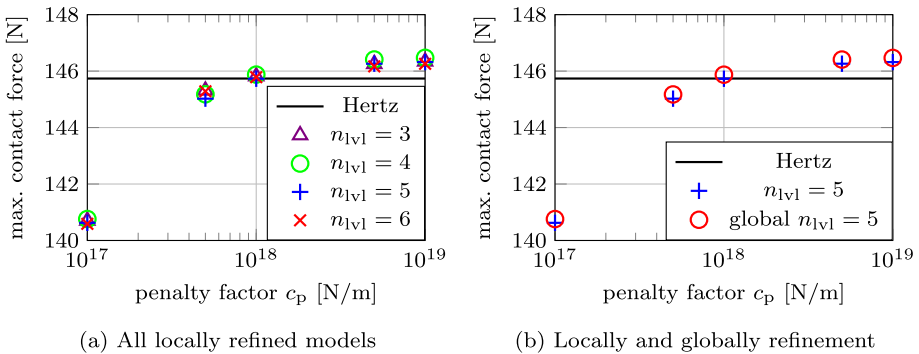 max. contact force [N]
148
146
144
142
140
10^17
10^18
10^19
penalty factor c_p [N/m]
Hertz
n_lvl = 3
n_lvl = 4
n_lvl = 5
n_lvl = 6
(a) All locally refined models
max. contact force [N]
148
146
144
142
140
10^17
10^18
10^19
penalty factor c_p [N/m]
Hertz
n_lvl = 5
global n_lvl = 5
(b) Locally and globally refinement